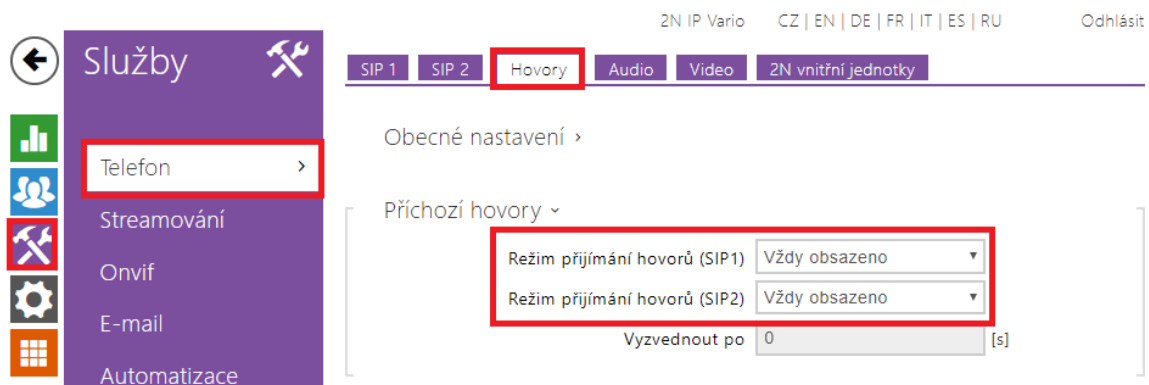 2N IP Vario CZ | EN | DE | FR | IT | ES | RU Odhlásit
Služby
SIP 1 SIP 2 Hovory Audio Video 2N vnitřní jednotky
Obecné nastavení ›
Telefon ›
Streamování
Onvif
E-mail
Automatizace
Příchozí hovory
Režim přijímání hovorů (SIP1) Vždy obsazeno
Režim přijímání hovorů (SIP2) Vždy obsazeno
Vyzvednout po 0 [s]